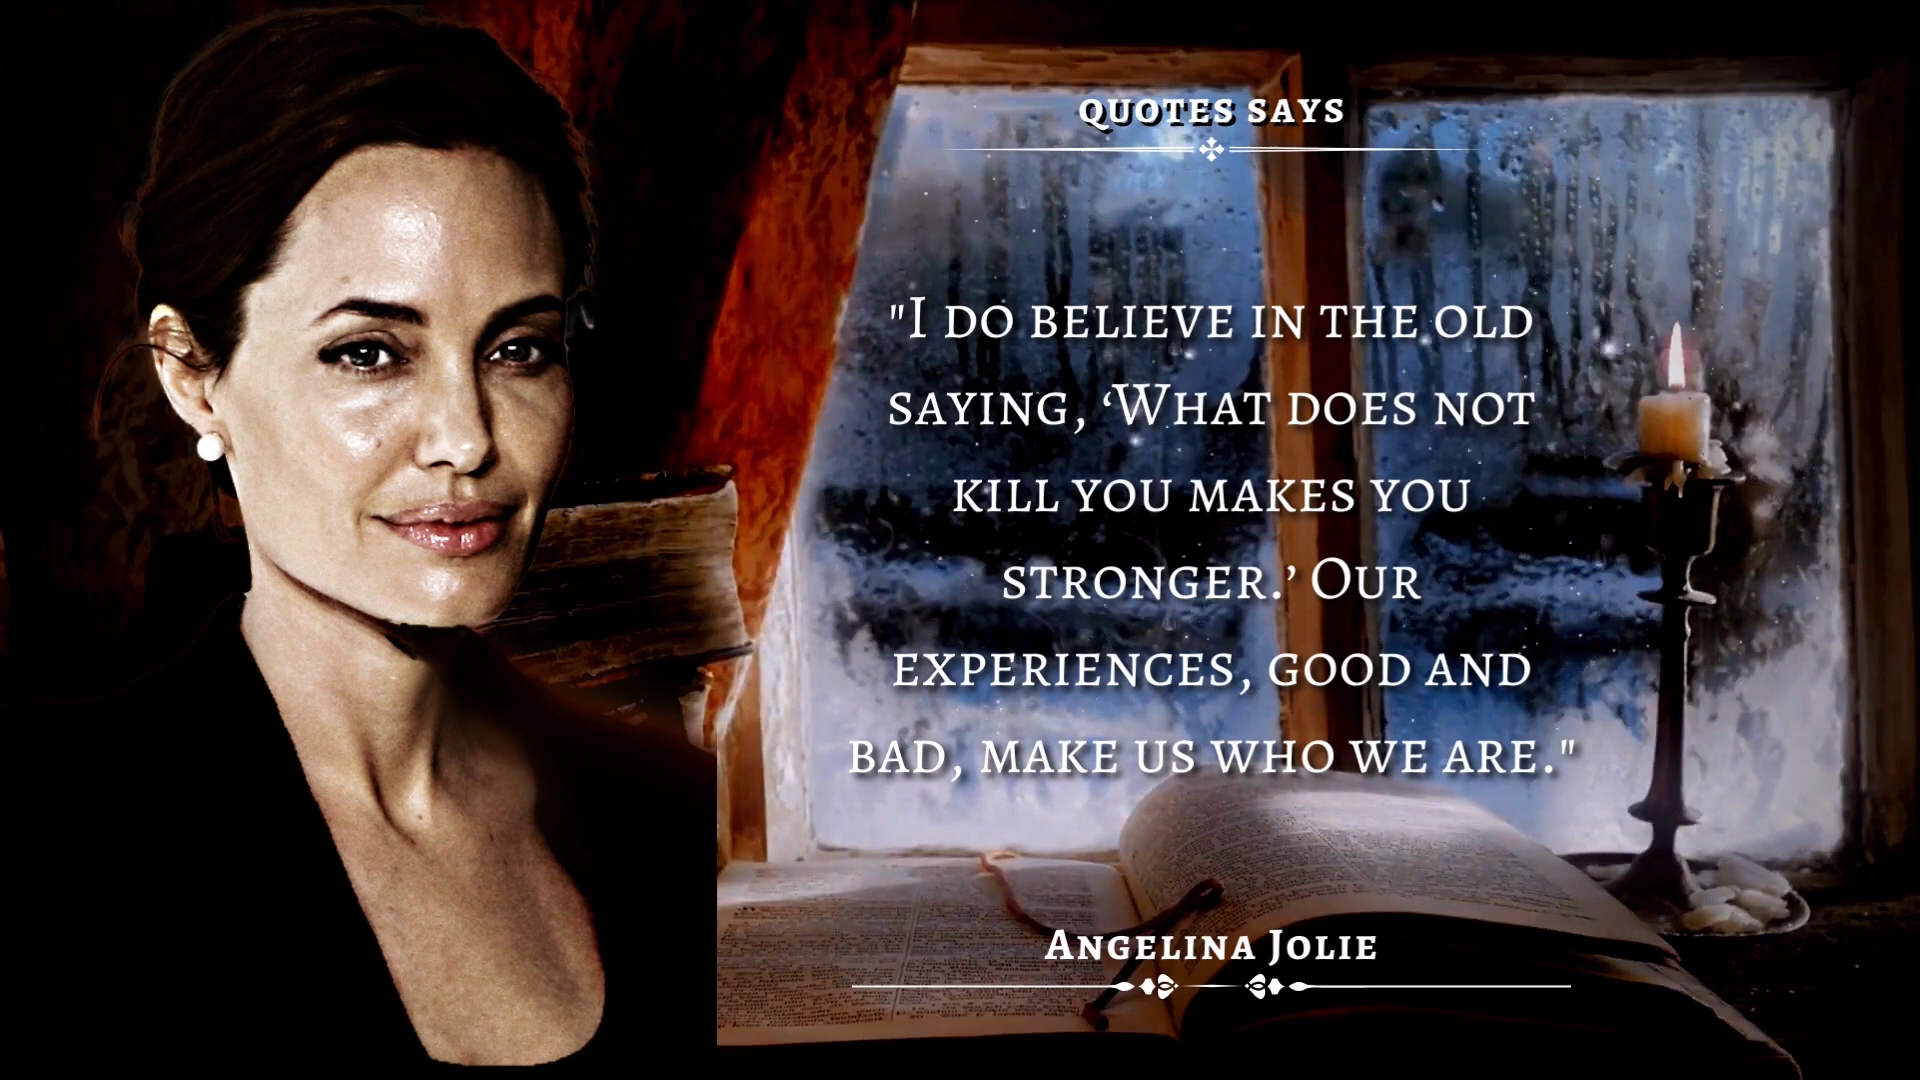 QUOTES SAYS
"I DO BELIEVE IN THE OLD
SAYING, ‘WHAT DOES NOT
KILL YOU MAKES YOU
STRONGER.’ OUR
EXPERIENCES, GOOD AND
BAD, MAKE US WHO WE ARE."
ANGELINA JOLIE